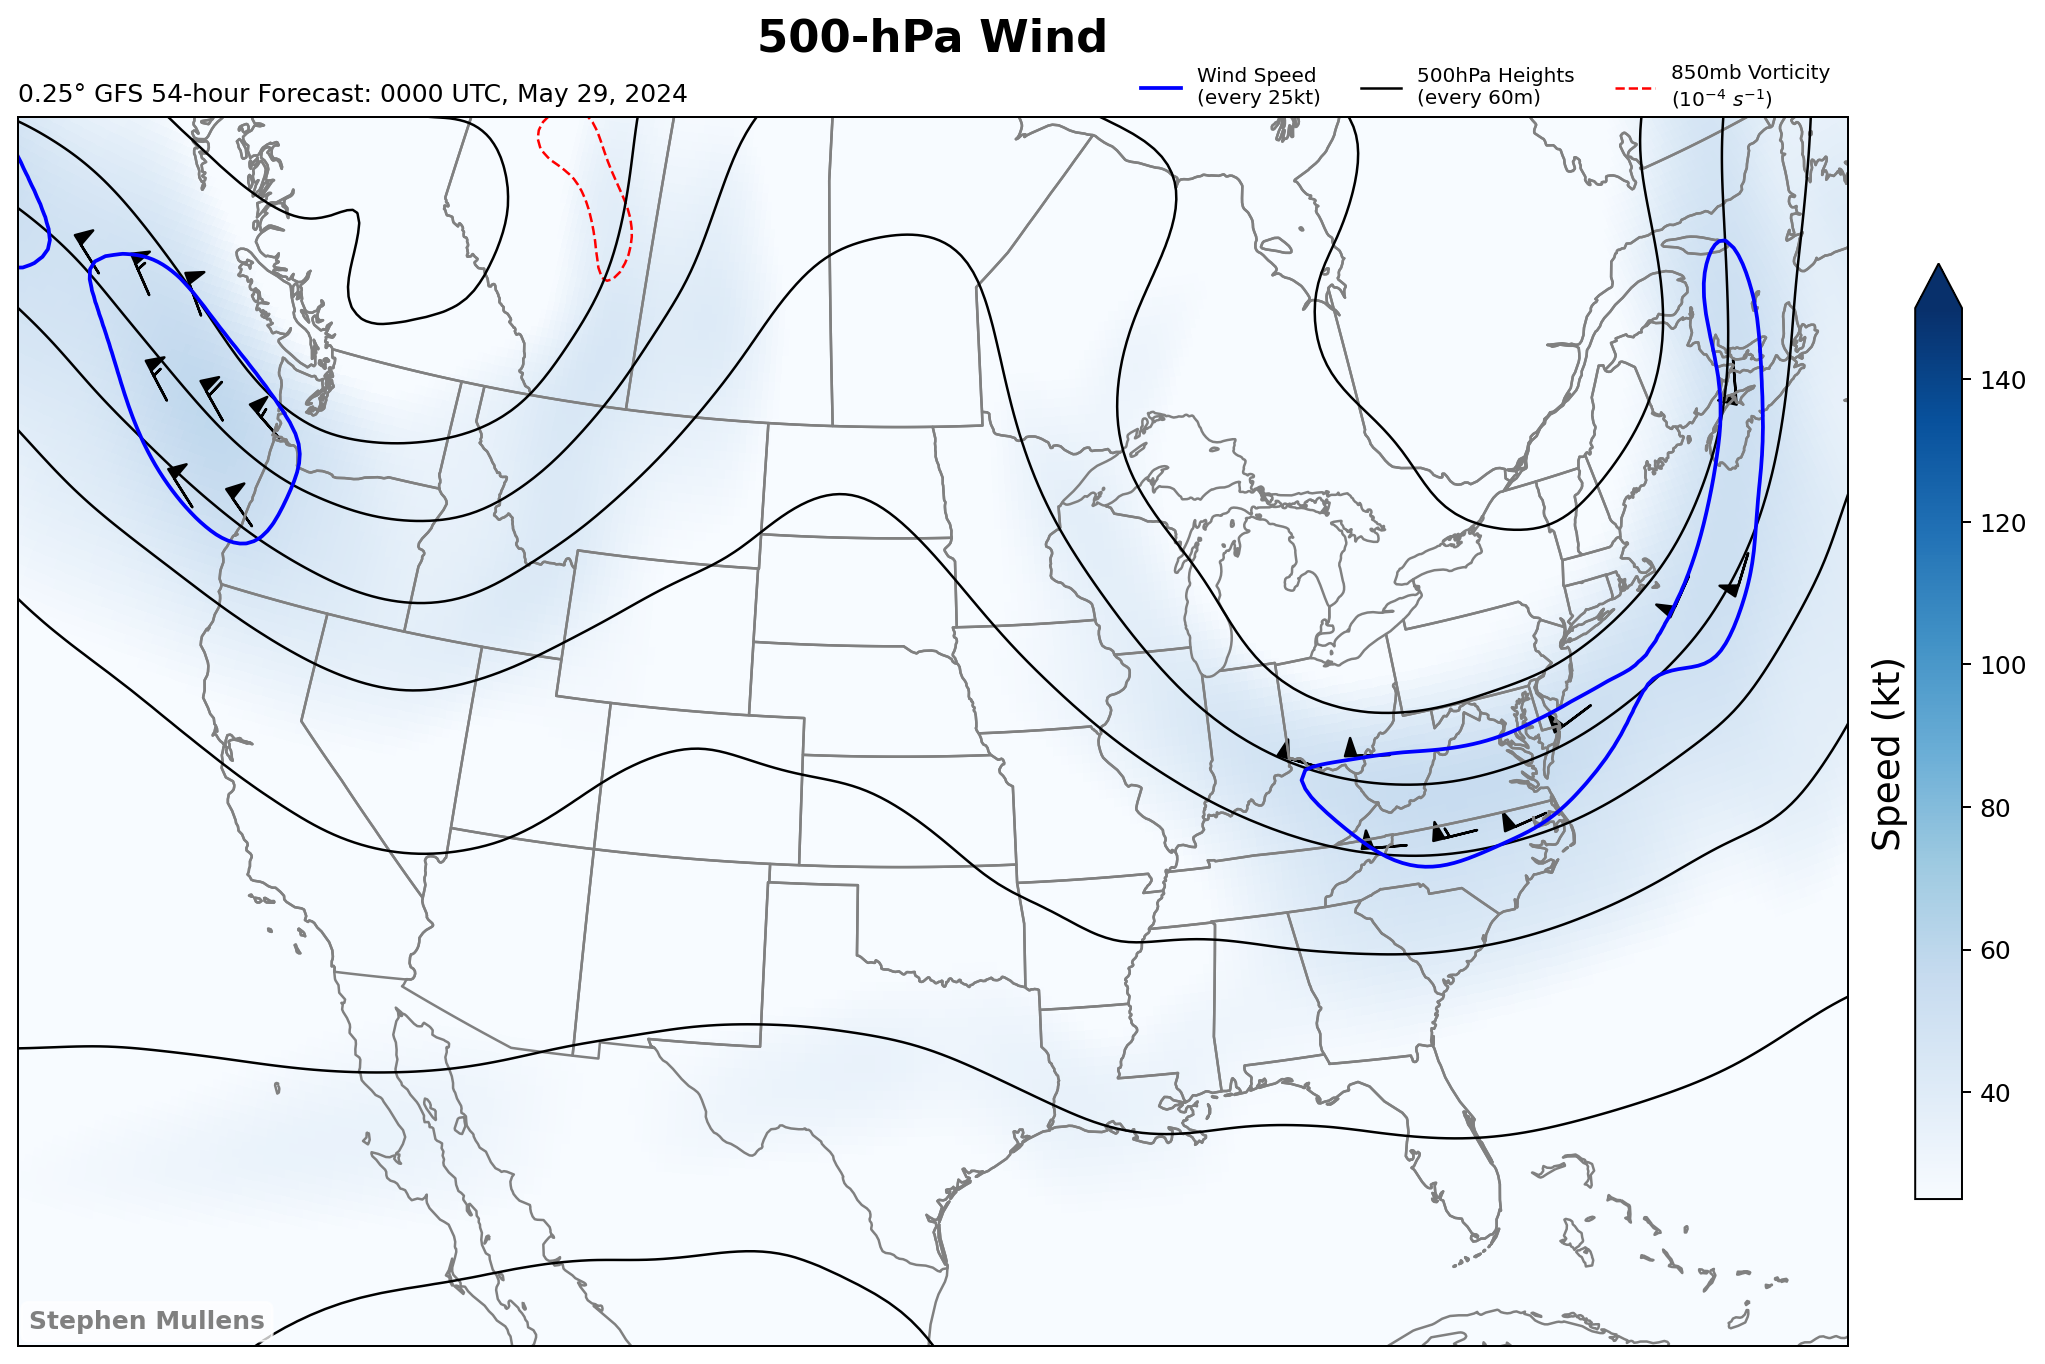 500-hPa Wind
0.25° GFS 54-hour Forecast: 0000 UTC, May 29, 2024
Wind Speed
(every 25kt)
500hPa Heights
(every 60m)
850mb Vorticity
(10⁻⁴ s⁻¹)
140
120
100
80
60
40
Speed (kt)
Stephen Mullens